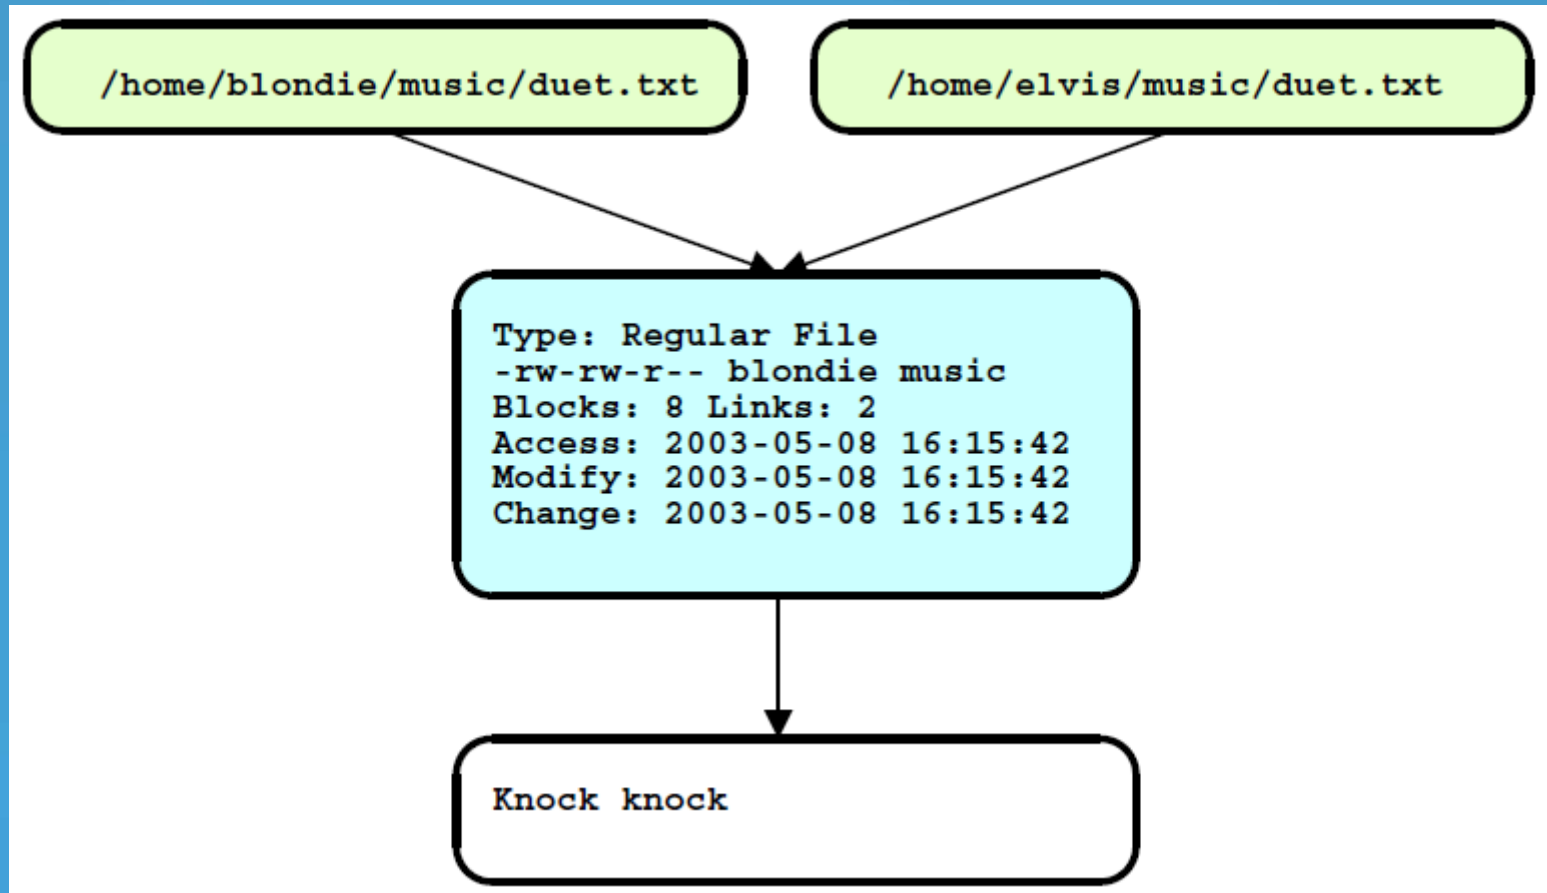 /home/blondie/music/duet.txt
/home/elvis/music/duet.txt
Type: Regular File
-rw-rw-r-- blondie music
Blocks: 8 Links: 2
Access: 2003-05-08 16:15:42
Modify: 2003-05-08 16:15:42
Change: 2003-05-08 16:15:42
Knock knock